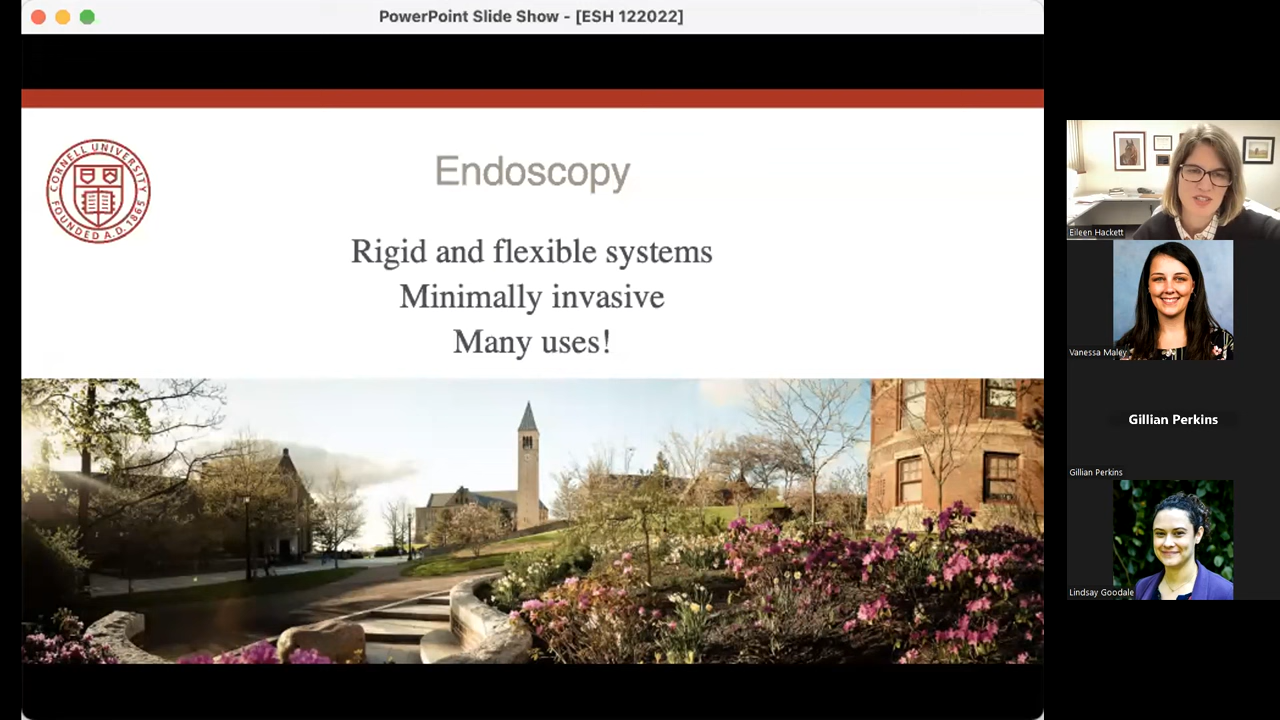 PowerPoint Slide Show - [ESH 122022]
CORNELL UNIVERSITY
FOUNDED A.D. 1865
Endoscopy
Rigid and flexible systems
Minimally invasive
Many uses!
Eileen Hackett
Vanessa Maley
Gillian Perkins
Gillian Perkins
Lindsay Goodale